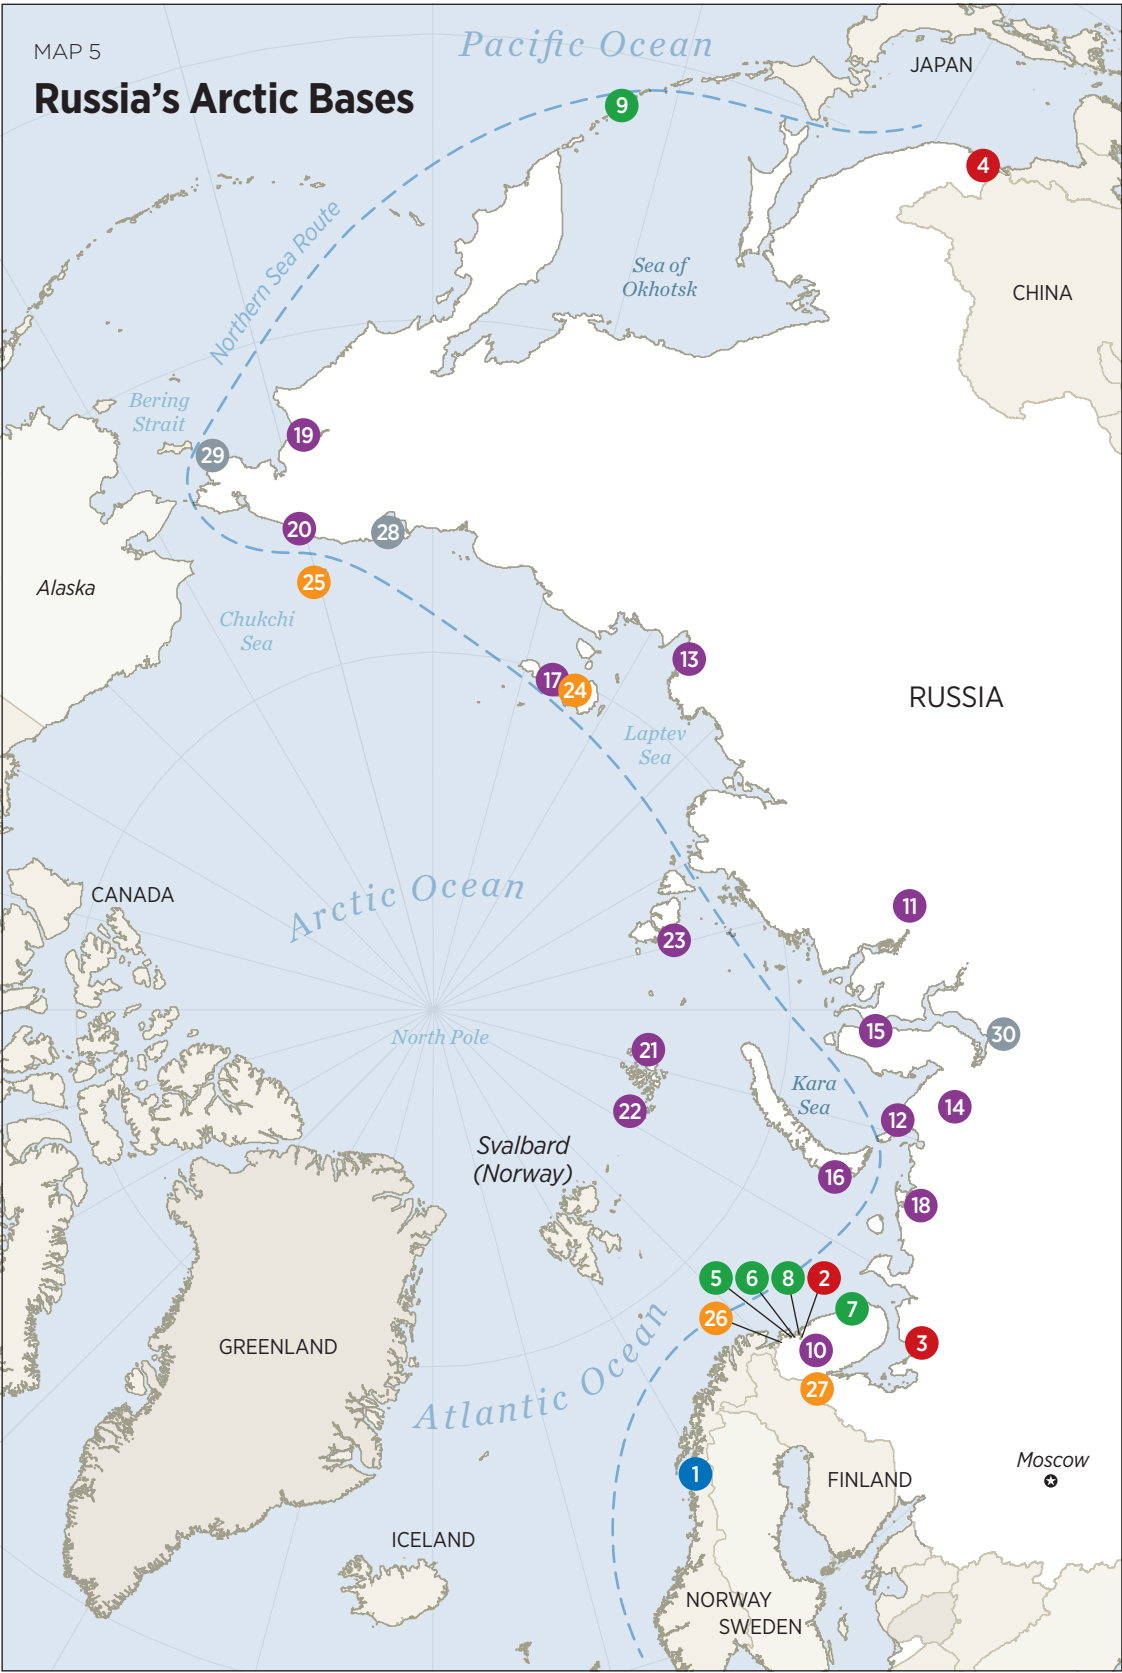 MAP 5
Russia's Arctic Bases
Pacific Ocean
JAPAN
9
4
Northern Sea Route
Sea of
Okhotsk
CHINA
Bering
Strait
19
29
20
28
25
Alaska
Chukchi
Sea
13
17
24
RUSSIA
Laptev
Sea
CANADA
Arctic Ocean
11
23
15
30
North Pole
21
Kara
Sea
22
12
14
Svalbard
(Norway)
16
18
5
6
8
2
26
7
GREENLAND
10
3
27
Atlantic Ocean
1
FINLAND
Moscow
ICELAND
NORWAY
SWEDEN